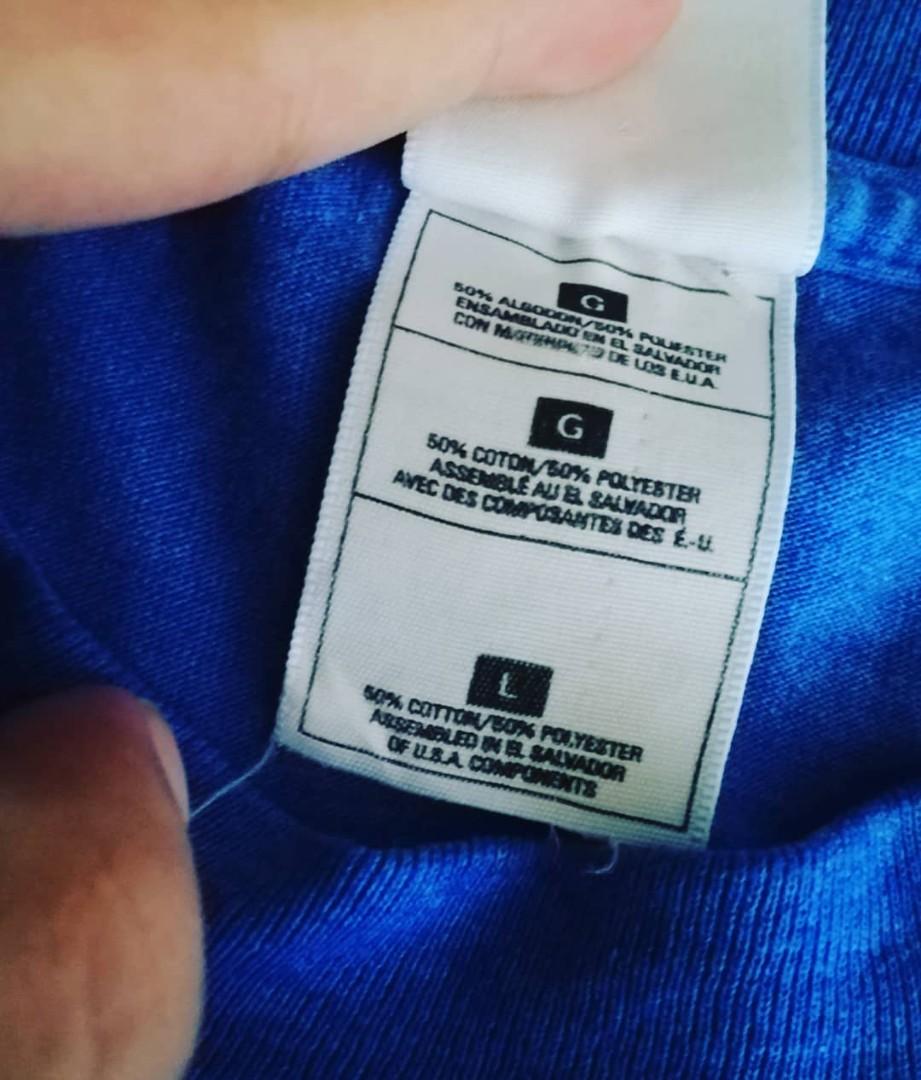 G
50% ALGODON/50% POLIESTER
ENSAMBLADO EN EL SALVADOR
CON DE LOS E.U.A.
G
50% COTON/50% POLYESTER
ASSEMBLÉ AU EL SALVADOR
AVEC DES COMPOSANTES DES É.-U.
L
50% COTTON/50% POLYESTER
ASSEMBLED IN EL SALVADOR
OF U.S.A. COMPONENTS